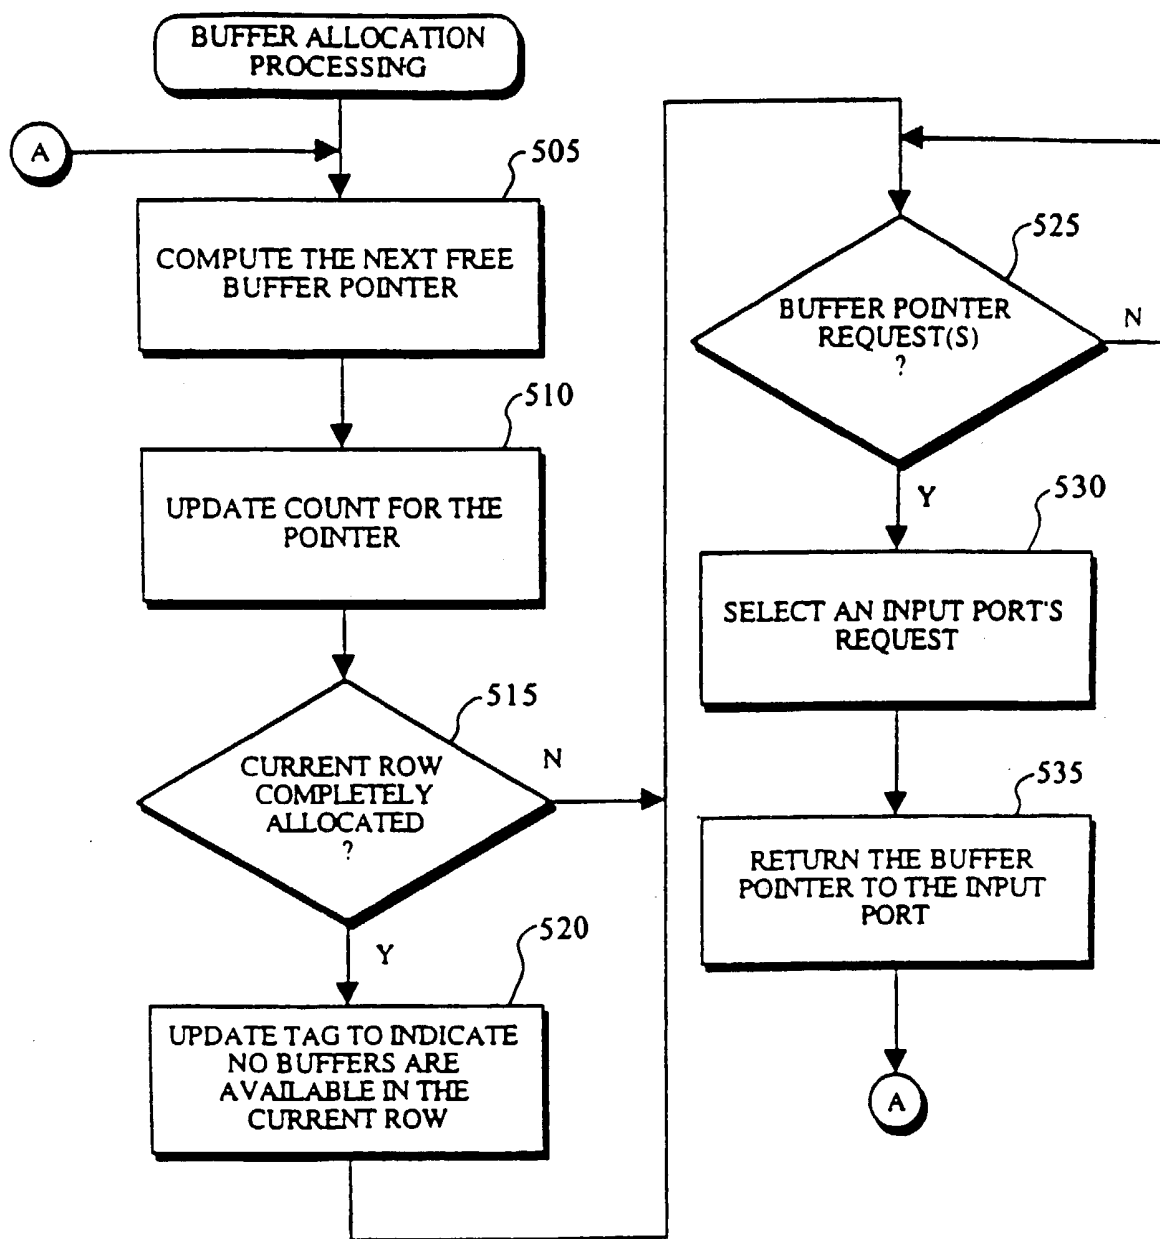 BUFFER ALLOCATION
PROCESSING
A
505
COMPUTE THE NEXT FREE
BUFFER POINTER
510
UPDATE COUNT FOR THE
POINTER
515
CURRENT ROW
COMPLETELY
ALLOCATED
?
N
Y
520
UPDATE TAG TO INDICATE
NO BUFFERS ARE
AVAILABLE IN THE
CURRENT ROW
525
BUFFER POINTER
REQUEST(S)
?
N
Y
530
SELECT AN INPUT PORT'S
REQUEST
535
RETURN THE BUFFER
POINTER TO THE INPUT
PORT
A